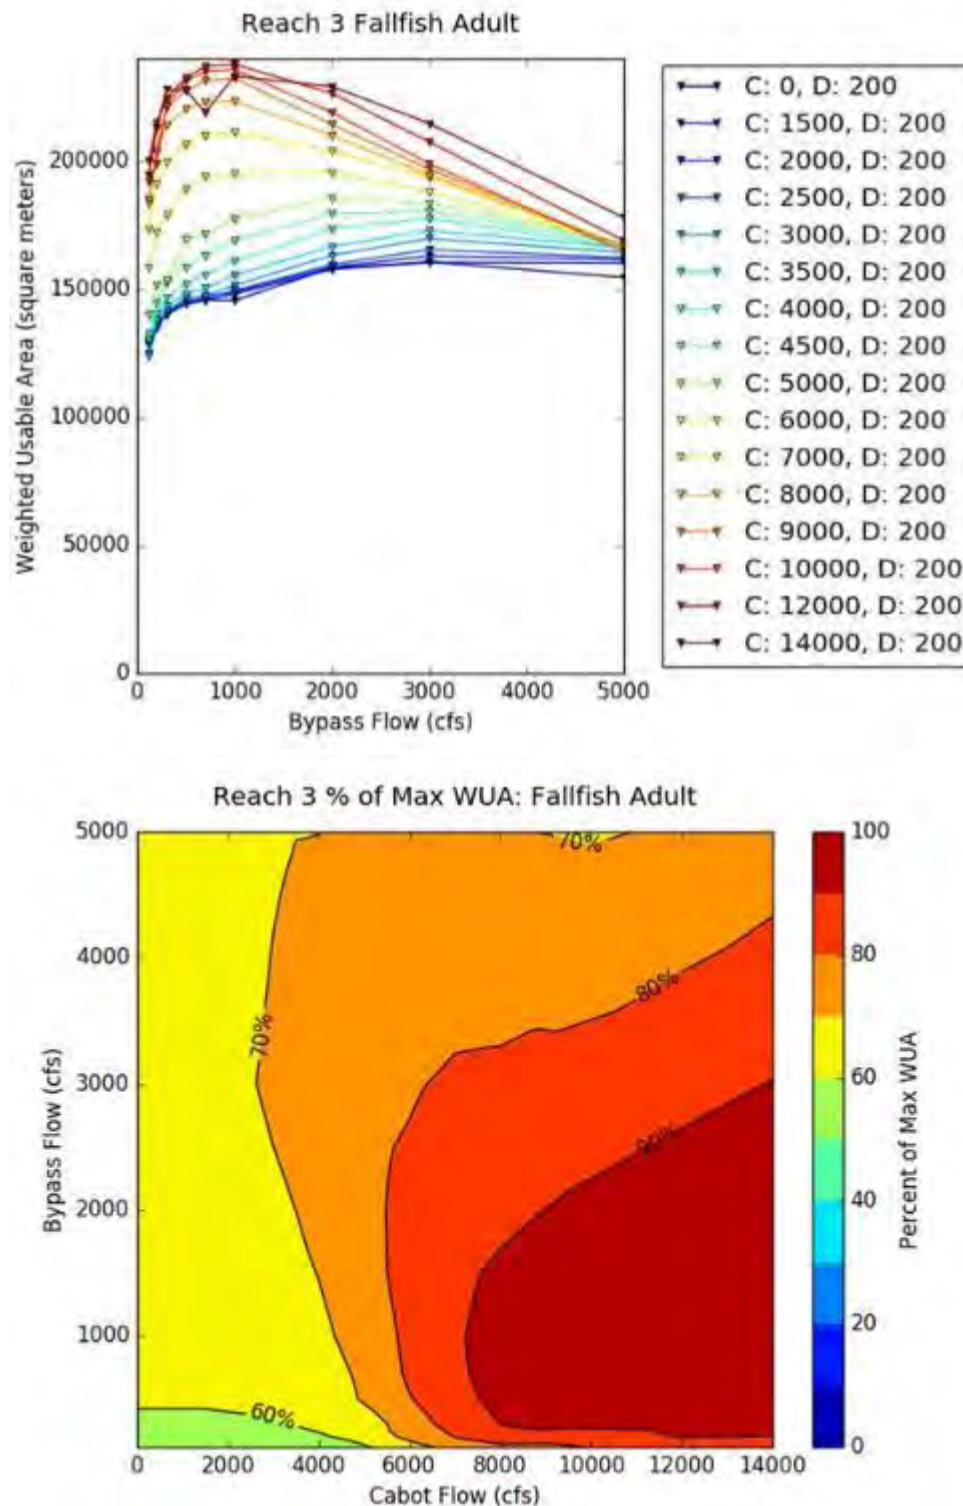 Reach 3 Fallfish Adult
Weighted Usable Area (square meters)
200000
150000
100000
50000
0
0 1000 2000 3000 4000 5000
Bypass Flow (cfs)
C: 0, D: 200
C: 1500, D: 200
C: 2000, D: 200
C: 2500, D: 200
C: 3000, D: 200
C: 3500, D: 200
C: 4000, D: 200
C: 4500, D: 200
C: 5000, D: 200
C: 6000, D: 200
C: 7000, D: 200
C: 8000, D: 200
C: 9000, D: 200
C: 10000, D: 200
C: 12000, D: 200
C: 14000, D: 200
Reach 3 % of Max WUA: Fallfish Adult
Bypass Flow (cfs)
5000
4000
3000
2000
1000
70%
70%
80%
90%
60%
0 2000 4000 6000 8000 10000 12000 14000
Cabot Flow (cfs)
100
80
60
40
20
0
Percent of Max WUA